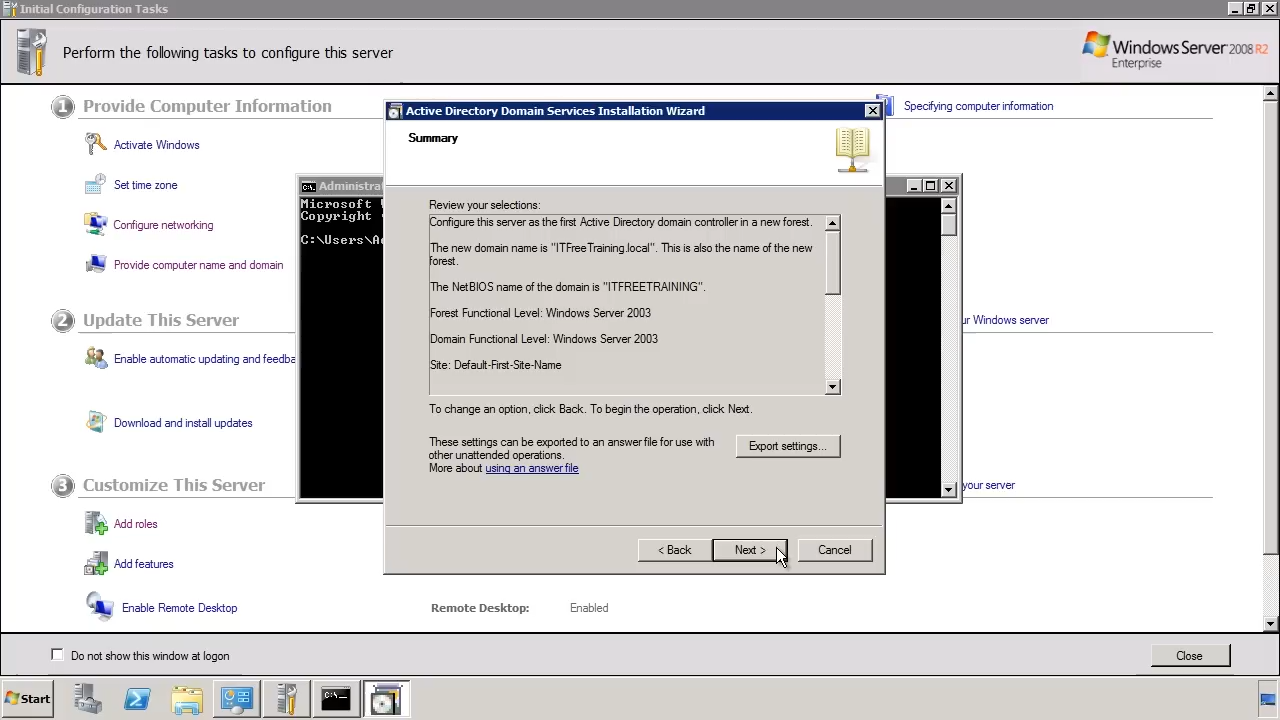 Initial Configuration Tasks
Perform the following tasks to configure this server
Windows Server 2008 R2
Enterprise
1 Provide Computer Information
Specifying computer information
Activate Windows
Set time zone
Configure networking
Provide computer name and domain
2 Update This Server
ur Windows server
Enable automatic updating and feedba
Download and install updates
3 Customize This Server
your server
Add roles
Add features
Enable Remote Desktop
Remote Desktop: Enabled
Administra
Microsoft
Copyright
C:\Users\Ad
Active Directory Domain Services Installation Wizard
Summary
Review your selections:
Configure this server as the first Active Directory domain controller in a new forest.
The new domain name is "ITFreeTraining.local". This is also the name of the new
forest.
The NetBIOS name of the domain is "ITFREETRAINING".
Forest Functional Level: Windows Server 2003
Domain Functional Level: Windows Server 2003
Site: Default-First-Site-Name
To change an option, click Back. To begin the operation, click Next.
These settings can be exported to an answer file for use with
other unattended operations.
More about using an answer file
Export settings...
< Back
Next >
Cancel
Do not show this window at logon
Close
Start